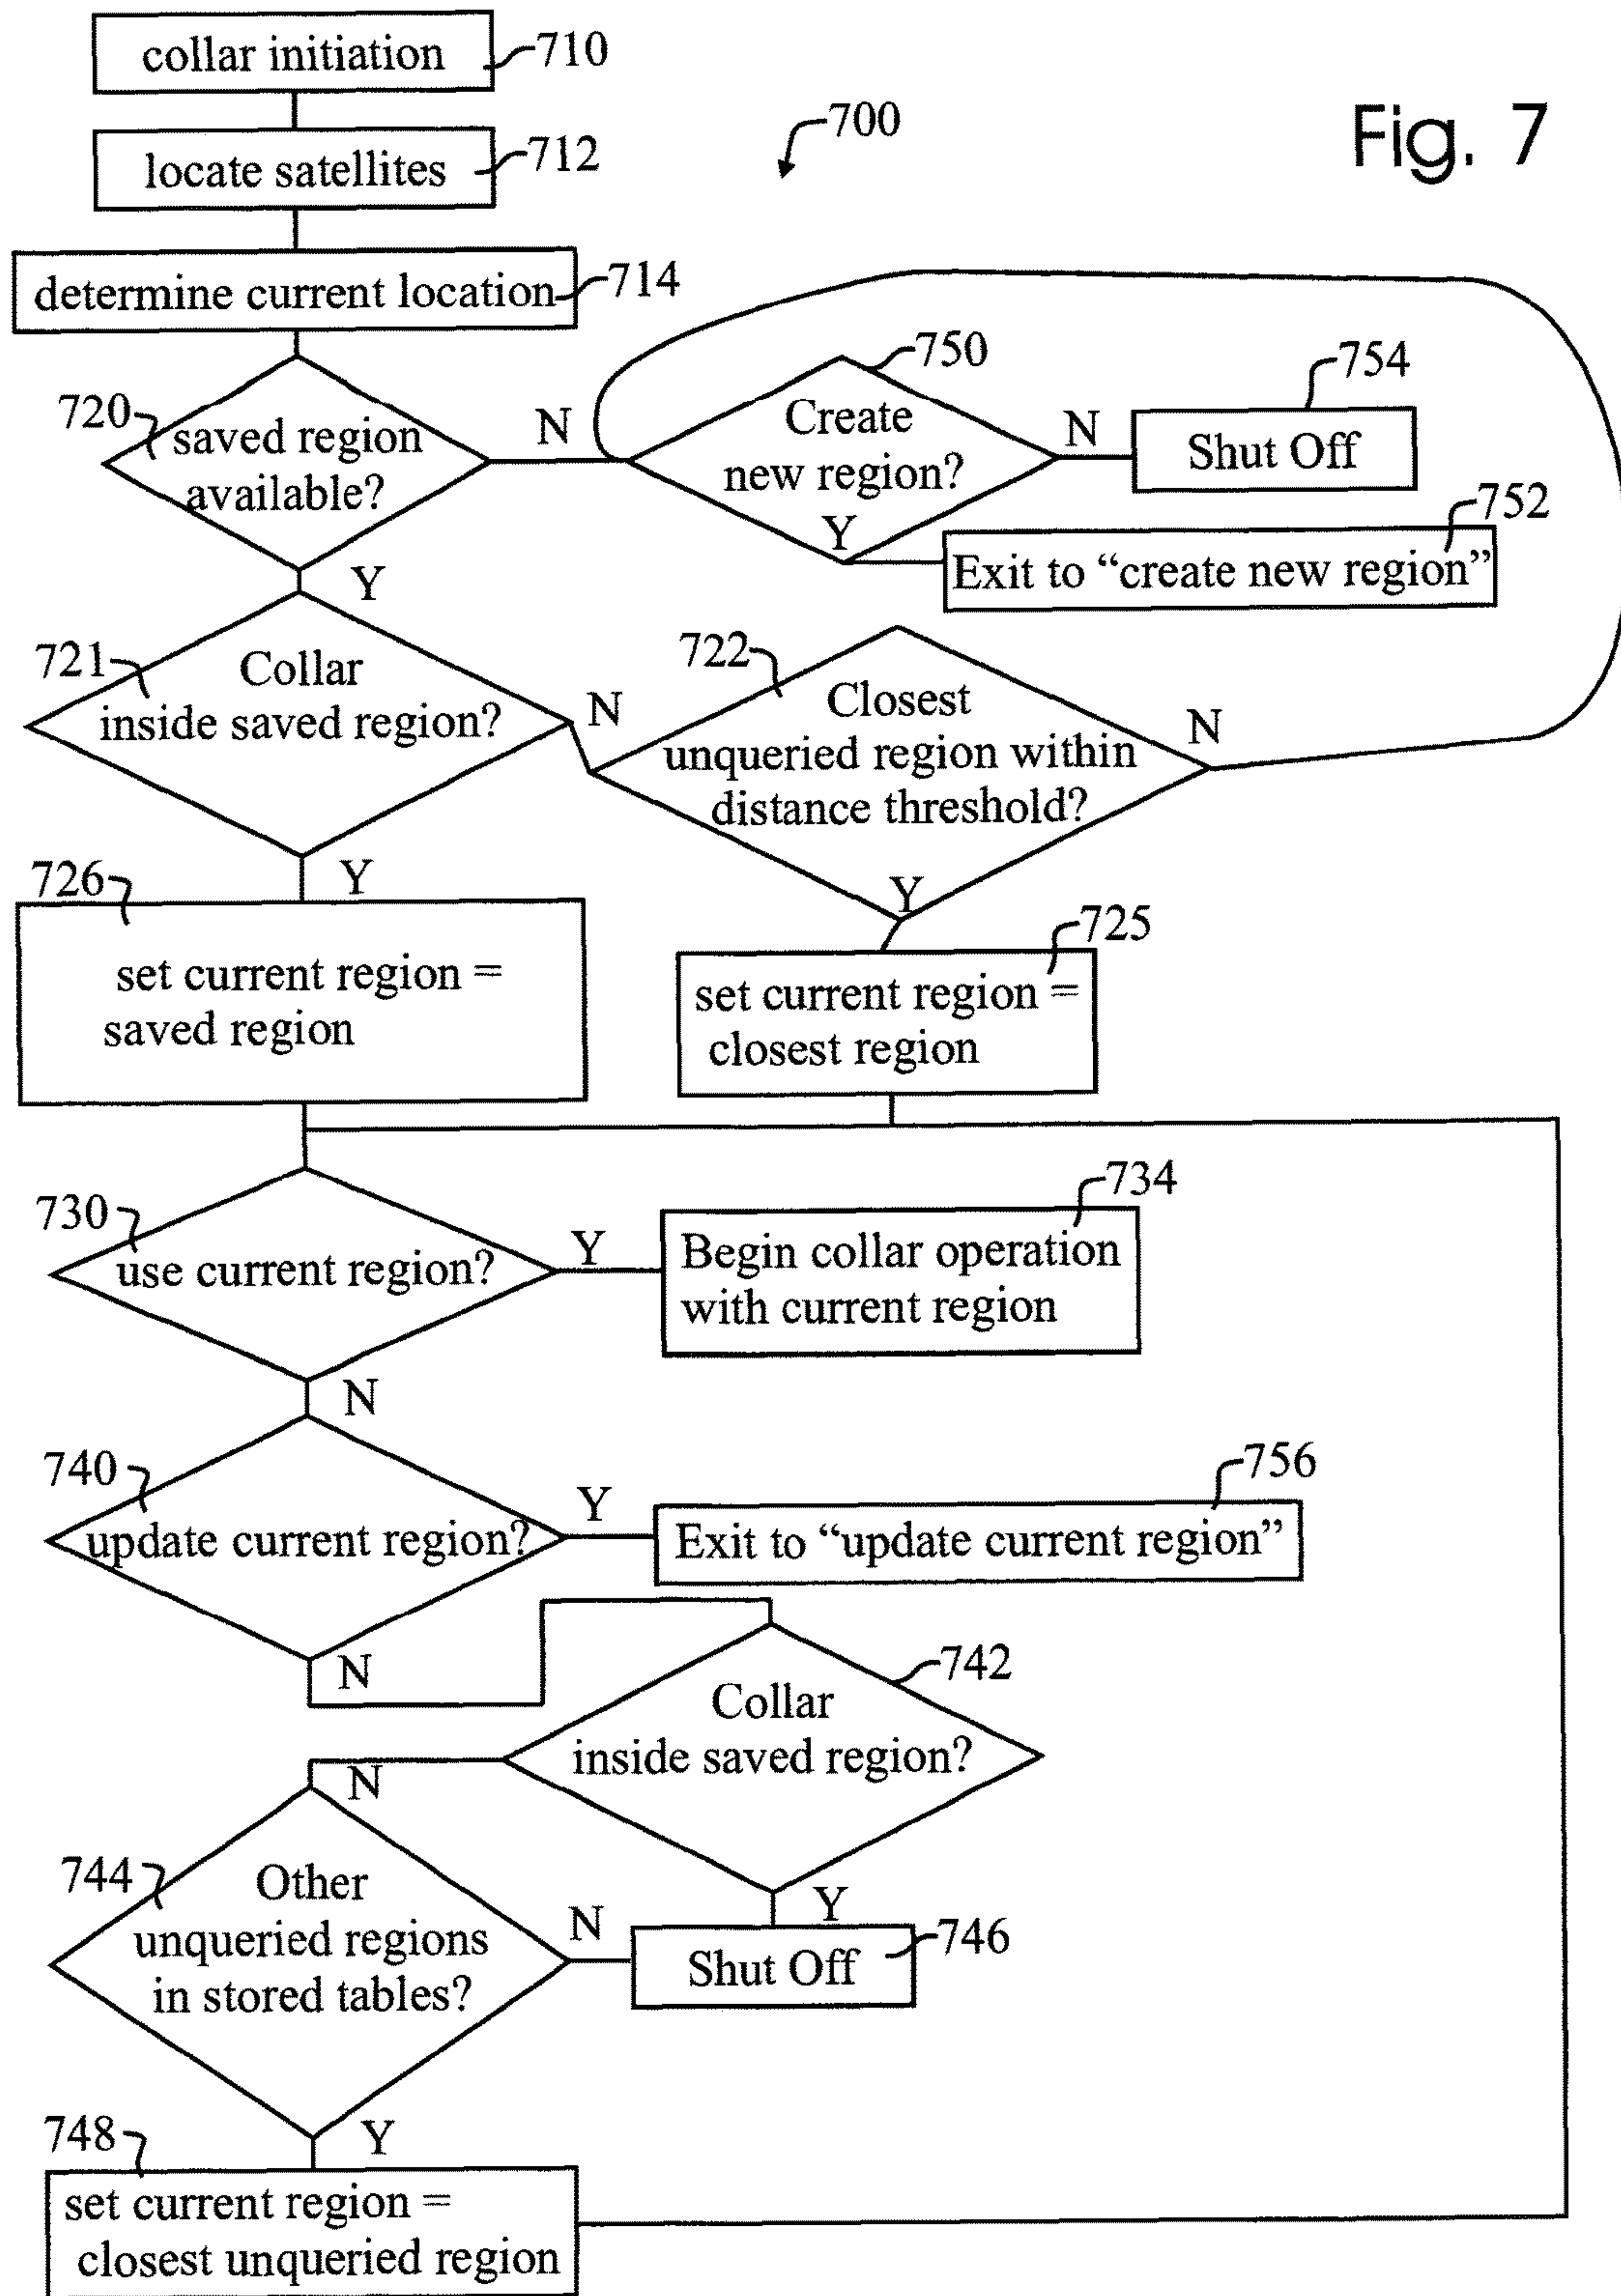 collar initiation
710
Fig. 7
700
locate satellites
712
determine current location
714
750
754
720
saved region
available?
N
Create
new region?
N
Shut Off
Y
752
Exit to “create new region”
Y
721
Collar
inside saved region?
N
722
Closest
unqueried region within
distance threshold?
N
Y
Y
726
set current region =
saved region
725
set current region =
closest region
730
use current region?
Y
734
Begin collar operation
with current region
N
740
update current region?
Y
756
Exit to “update current region”
N
742
Collar
inside saved region?
N
Y
744
Other
unqueried regions
in stored tables?
N
Shut Off
746
Y
748
set current region =
closest unqueried region